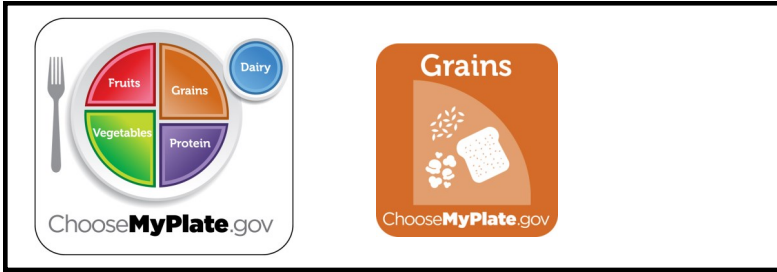 Fruits
Grains
Dairy
Vegetables
Protein
ChooseMyPlate.gov
Grains
ChooseMyPlate.gov